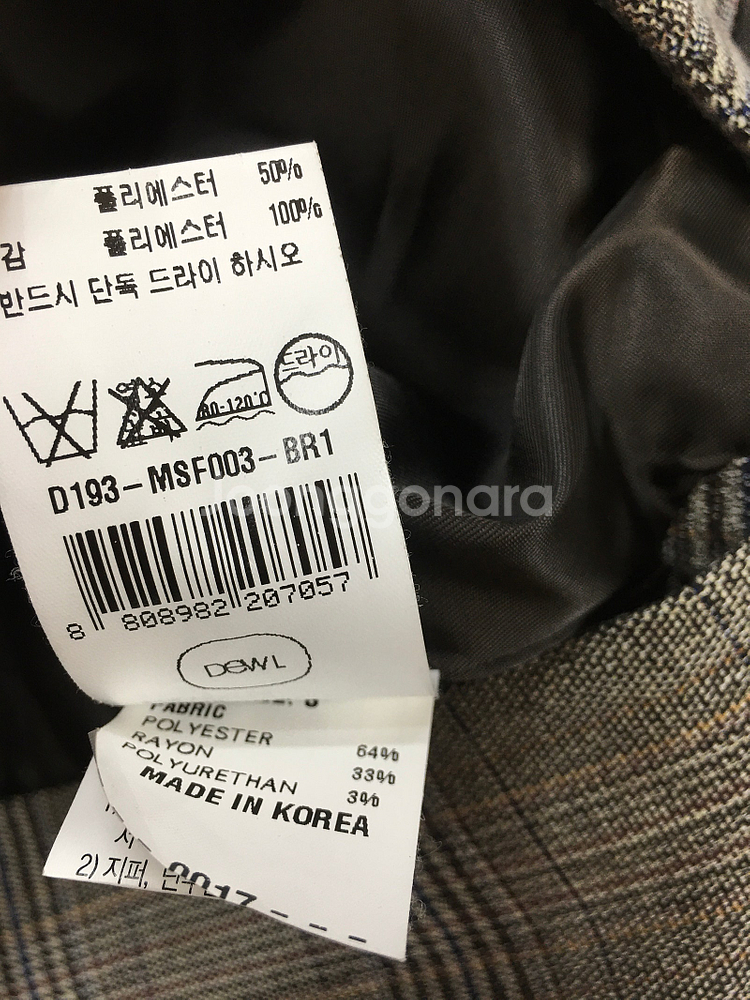 폴리에스터 50%
감 폴리에스터 100%
반드시 단독 드라이 하시오
80-120℃ 드라이
D193-MSF003-BR1
8 808982 207057
DEWL
joonggonara
FABRIC
POLYESTER 64%
RAYON 33%
POLYURETHAN 3%
MADE IN KOREA
2) 지퍼,
2017